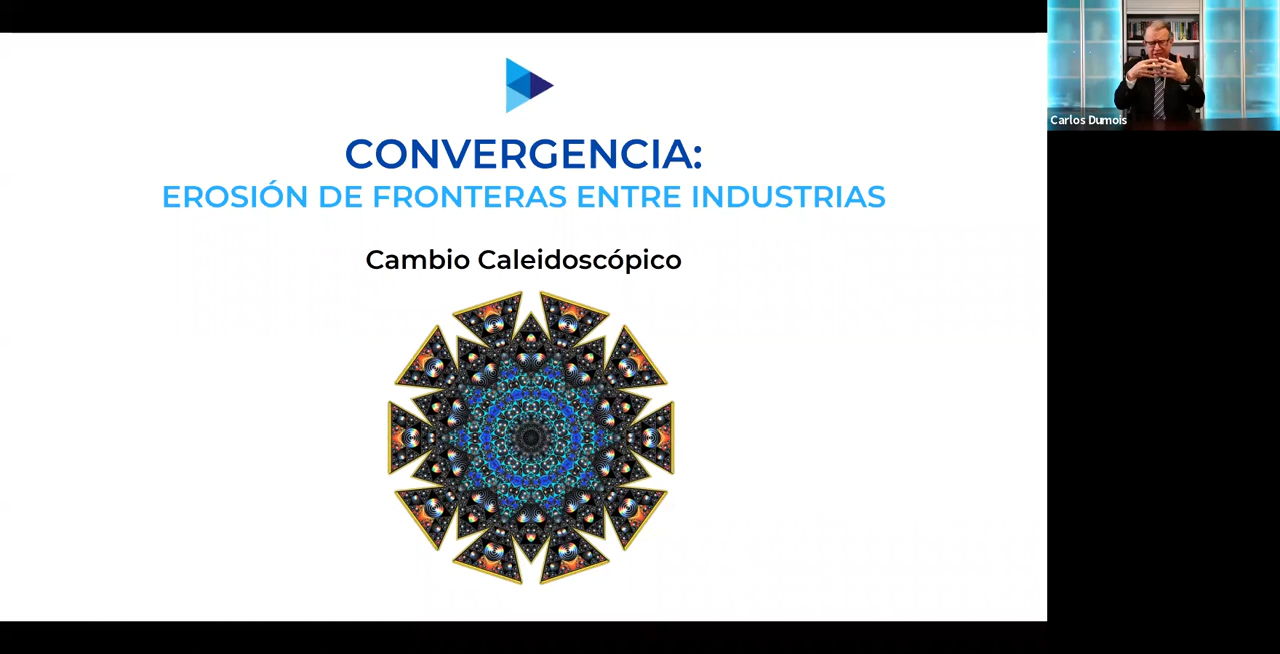 CONVERGENCIA:
EROSIÓN DE FRONTERAS ENTRE INDUSTRIAS
Cambio Caleidoscópico
Carlos Dumois